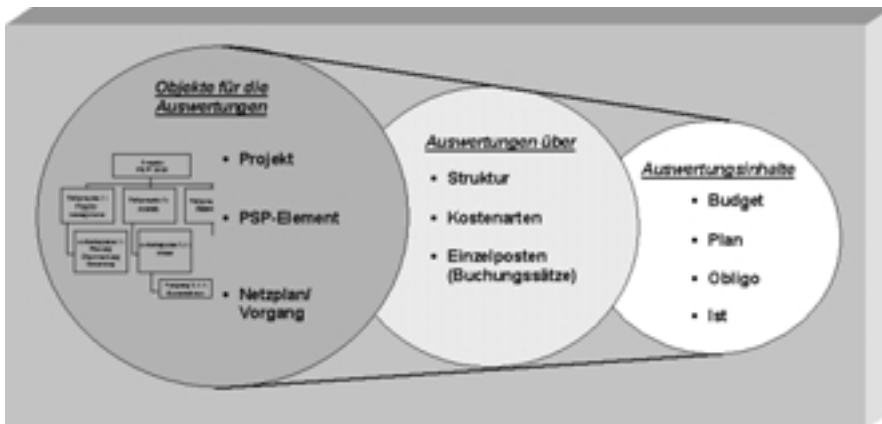 Objekte für die
Auswertungen
• Projekt
• PSP-Element
• Netzplan/
Vorgang
Auswertungen über
• Struktur
• Kostenarten
• Einzelposten
(Buchungssätze)
Auswertungsinhalte
• Budget
• Plan
• Obligo
• Ist